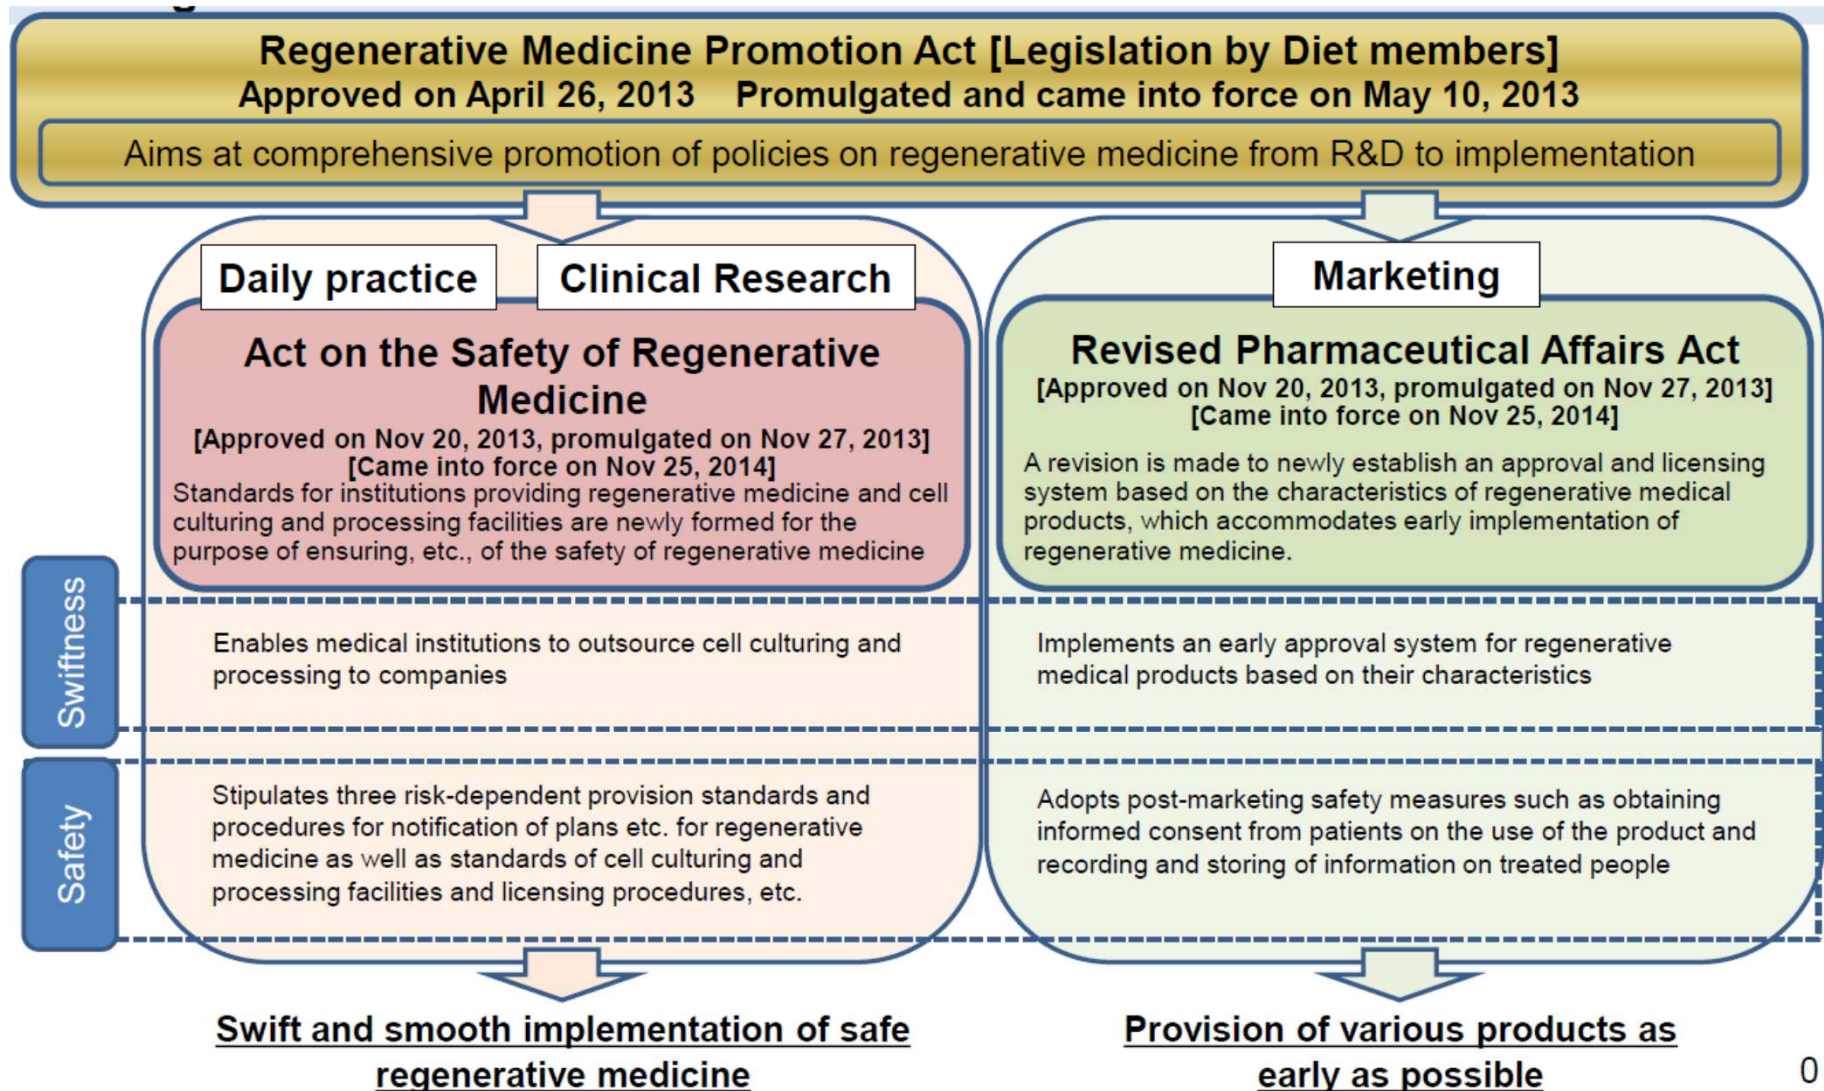 Regenerative Medicine Promotion Act [Legislation by Diet members]
Approved on April 26, 2013 Promulgated and came into force on May 10, 2013
Aims at comprehensive promotion of policies on regenerative medicine from R&D to implementation
Daily practice
Clinical Research
Act on the Safety of Regenerative
Medicine
[Approved on Nov 20, 2013, promulgated on Nov 27, 2013]
[Came into force on Nov 25, 2014]
Standards for institutions providing regenerative medicine and cell
culturing and processing facilities are newly formed for the
purpose of ensuring, etc., of the safety of regenerative medicine
Marketing
Revised Pharmaceutical Affairs Act
[Approved on Nov 20, 2013, promulgated on Nov 27, 2013]
[Came into force on Nov 25, 2014]
A revision is made to newly establish an approval and licensing
system based on the characteristics of regenerative medical
products, which accommodates early implementation of
regenerative medicine.
Swiftness
Enables medical institutions to outsource cell culturing and
processing to companies
Implements an early approval system for regenerative
medical products based on their characteristics
Safety
Stipulates three risk-dependent provision standards and
procedures for notification of plans etc. for regenerative
medicine as well as standards of cell culturing and
processing facilities and licensing procedures, etc.
Adopts post-marketing safety measures such as obtaining
informed consent from patients on the use of the product and
recording and storing of information on treated people
Swift and smooth implementation of safe
regenerative medicine
Provision of various products as
early as possible
0